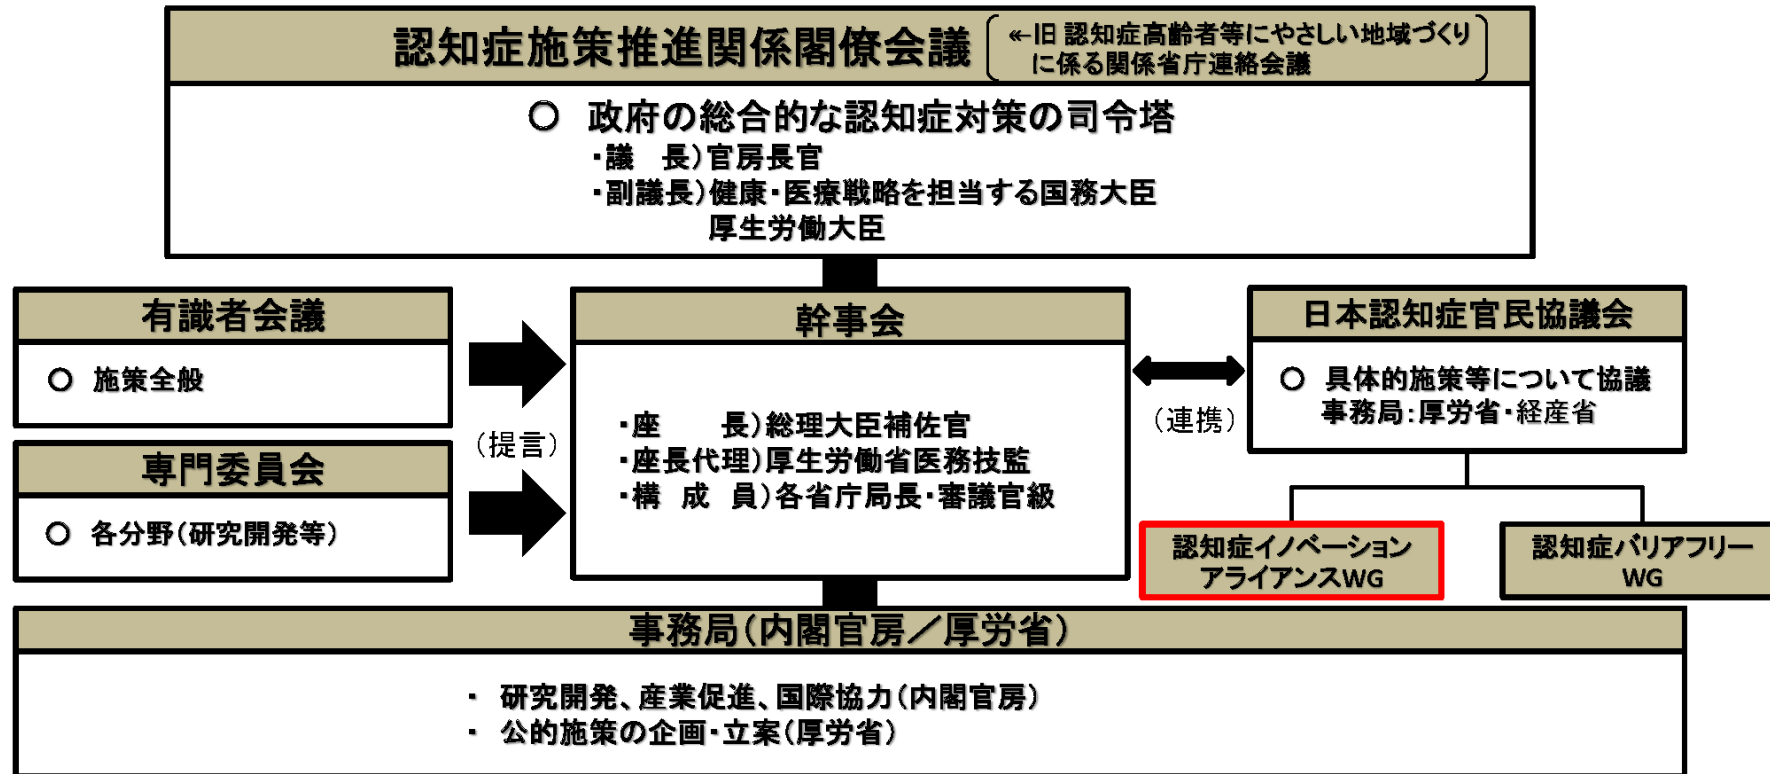 認知症施策推進関係閣僚会議
↞旧 認知症高齢者等にやさしい地域づくり
に係る関係省庁連絡会議
○ 政府の総合的な認知症対策の司令塔
・議　長)官房長官
・副議長)健康・医療戦略を担当する国務大臣
厚生労働大臣
有識者会議
○ 施策全般
専門委員会
○ 各分野(研究開発等)
(提言)
幹事会
・座　　長)総理大臣補佐官
・座長代理)厚生労働省医務技監
・構 成 員)各省庁局長・審議官級
(連携)
日本認知症官民協議会
○ 具体的施策等について協議
事務局:厚労省・経産省
認知症イノベーション
アライアンスWG
認知症バリアフリー
WG
事務局(内閣官房／厚労省)
・ 研究開発、産業促進、国際協力(内閣官房)
・ 公的施策の企画・立案(厚労省)